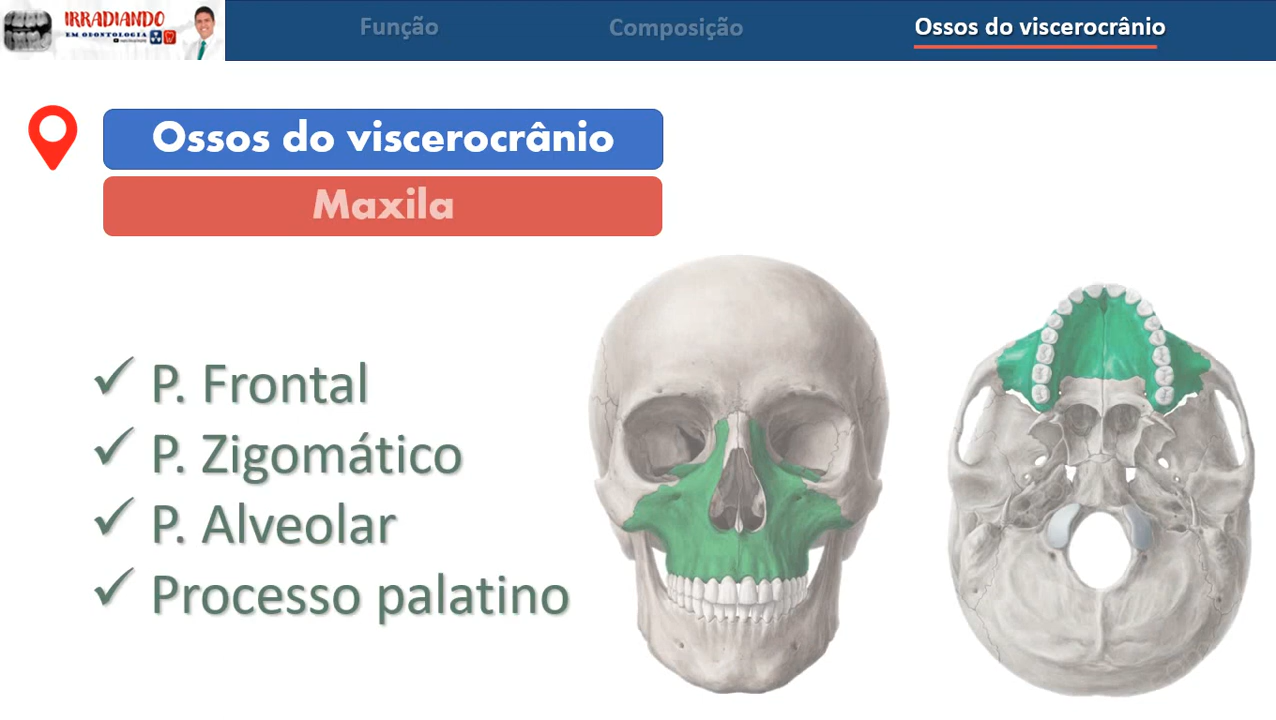 IRRADIANDO
EM ODONTOLOGIA
Função
Composição
Ossos do viscerocrânio
Ossos do viscerocrânio
Maxila
✓ P. Frontal
✓ P. Zigomático
✓ P. Alveolar
✓ Processo palatino